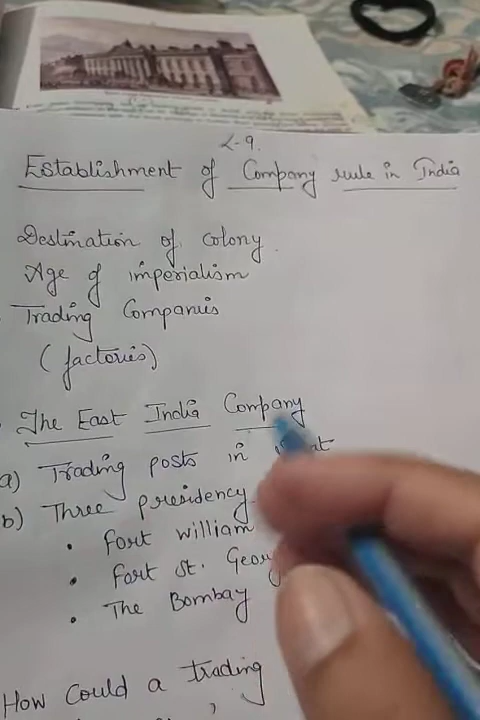 L-9.
Establishment of Company rule in India
Destination of colony.
Age of imperialism
Trading Companies
(factories)
The East India Company
a) Trading posts in
b) Three presidency
• Fort William
• Fort St. Geor
• The Bombay
How Could a trading